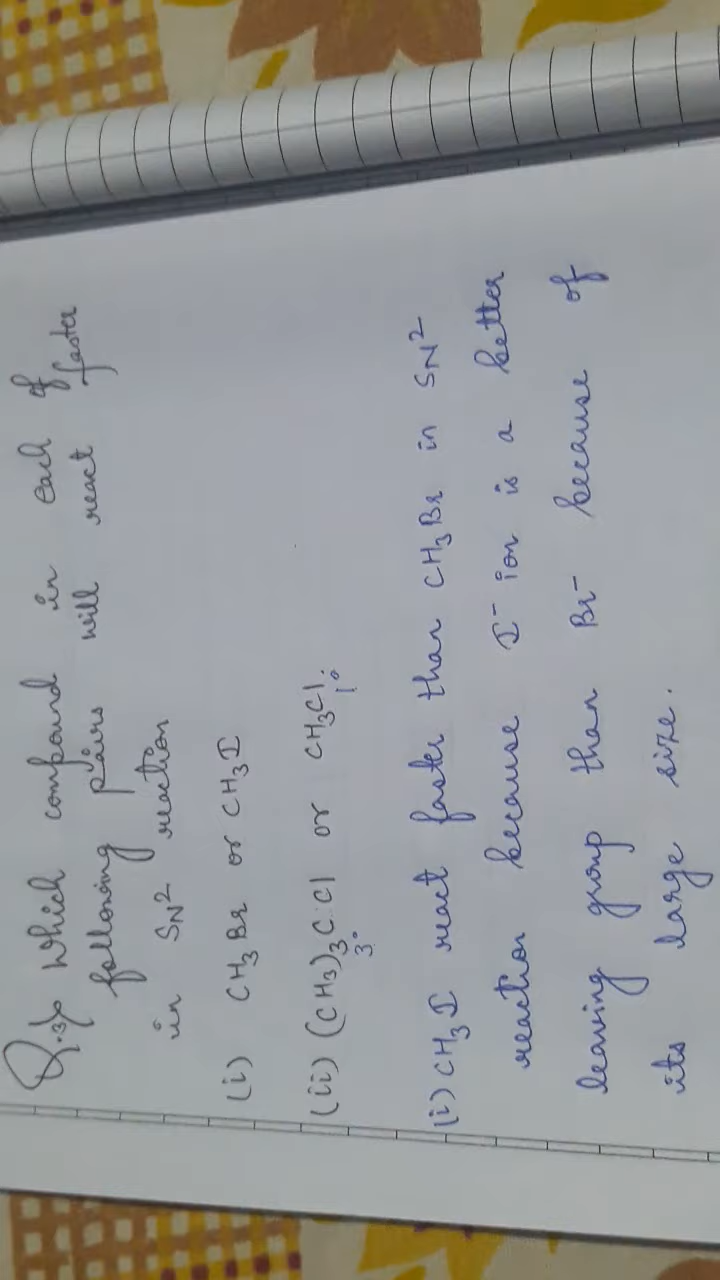 Q.3) Which compound in each of
following pairs will react faster
in SN² reaction
(i) CH₃Br or CH₃I
(ii) (CH₃)₃C·Cl or CH₃Cl.
3° 1°
(i) CH₃I react faster than CH₃Br in SN²
reaction because I⁻ ion is a better
leaving group than Br⁻ because of
its large size.